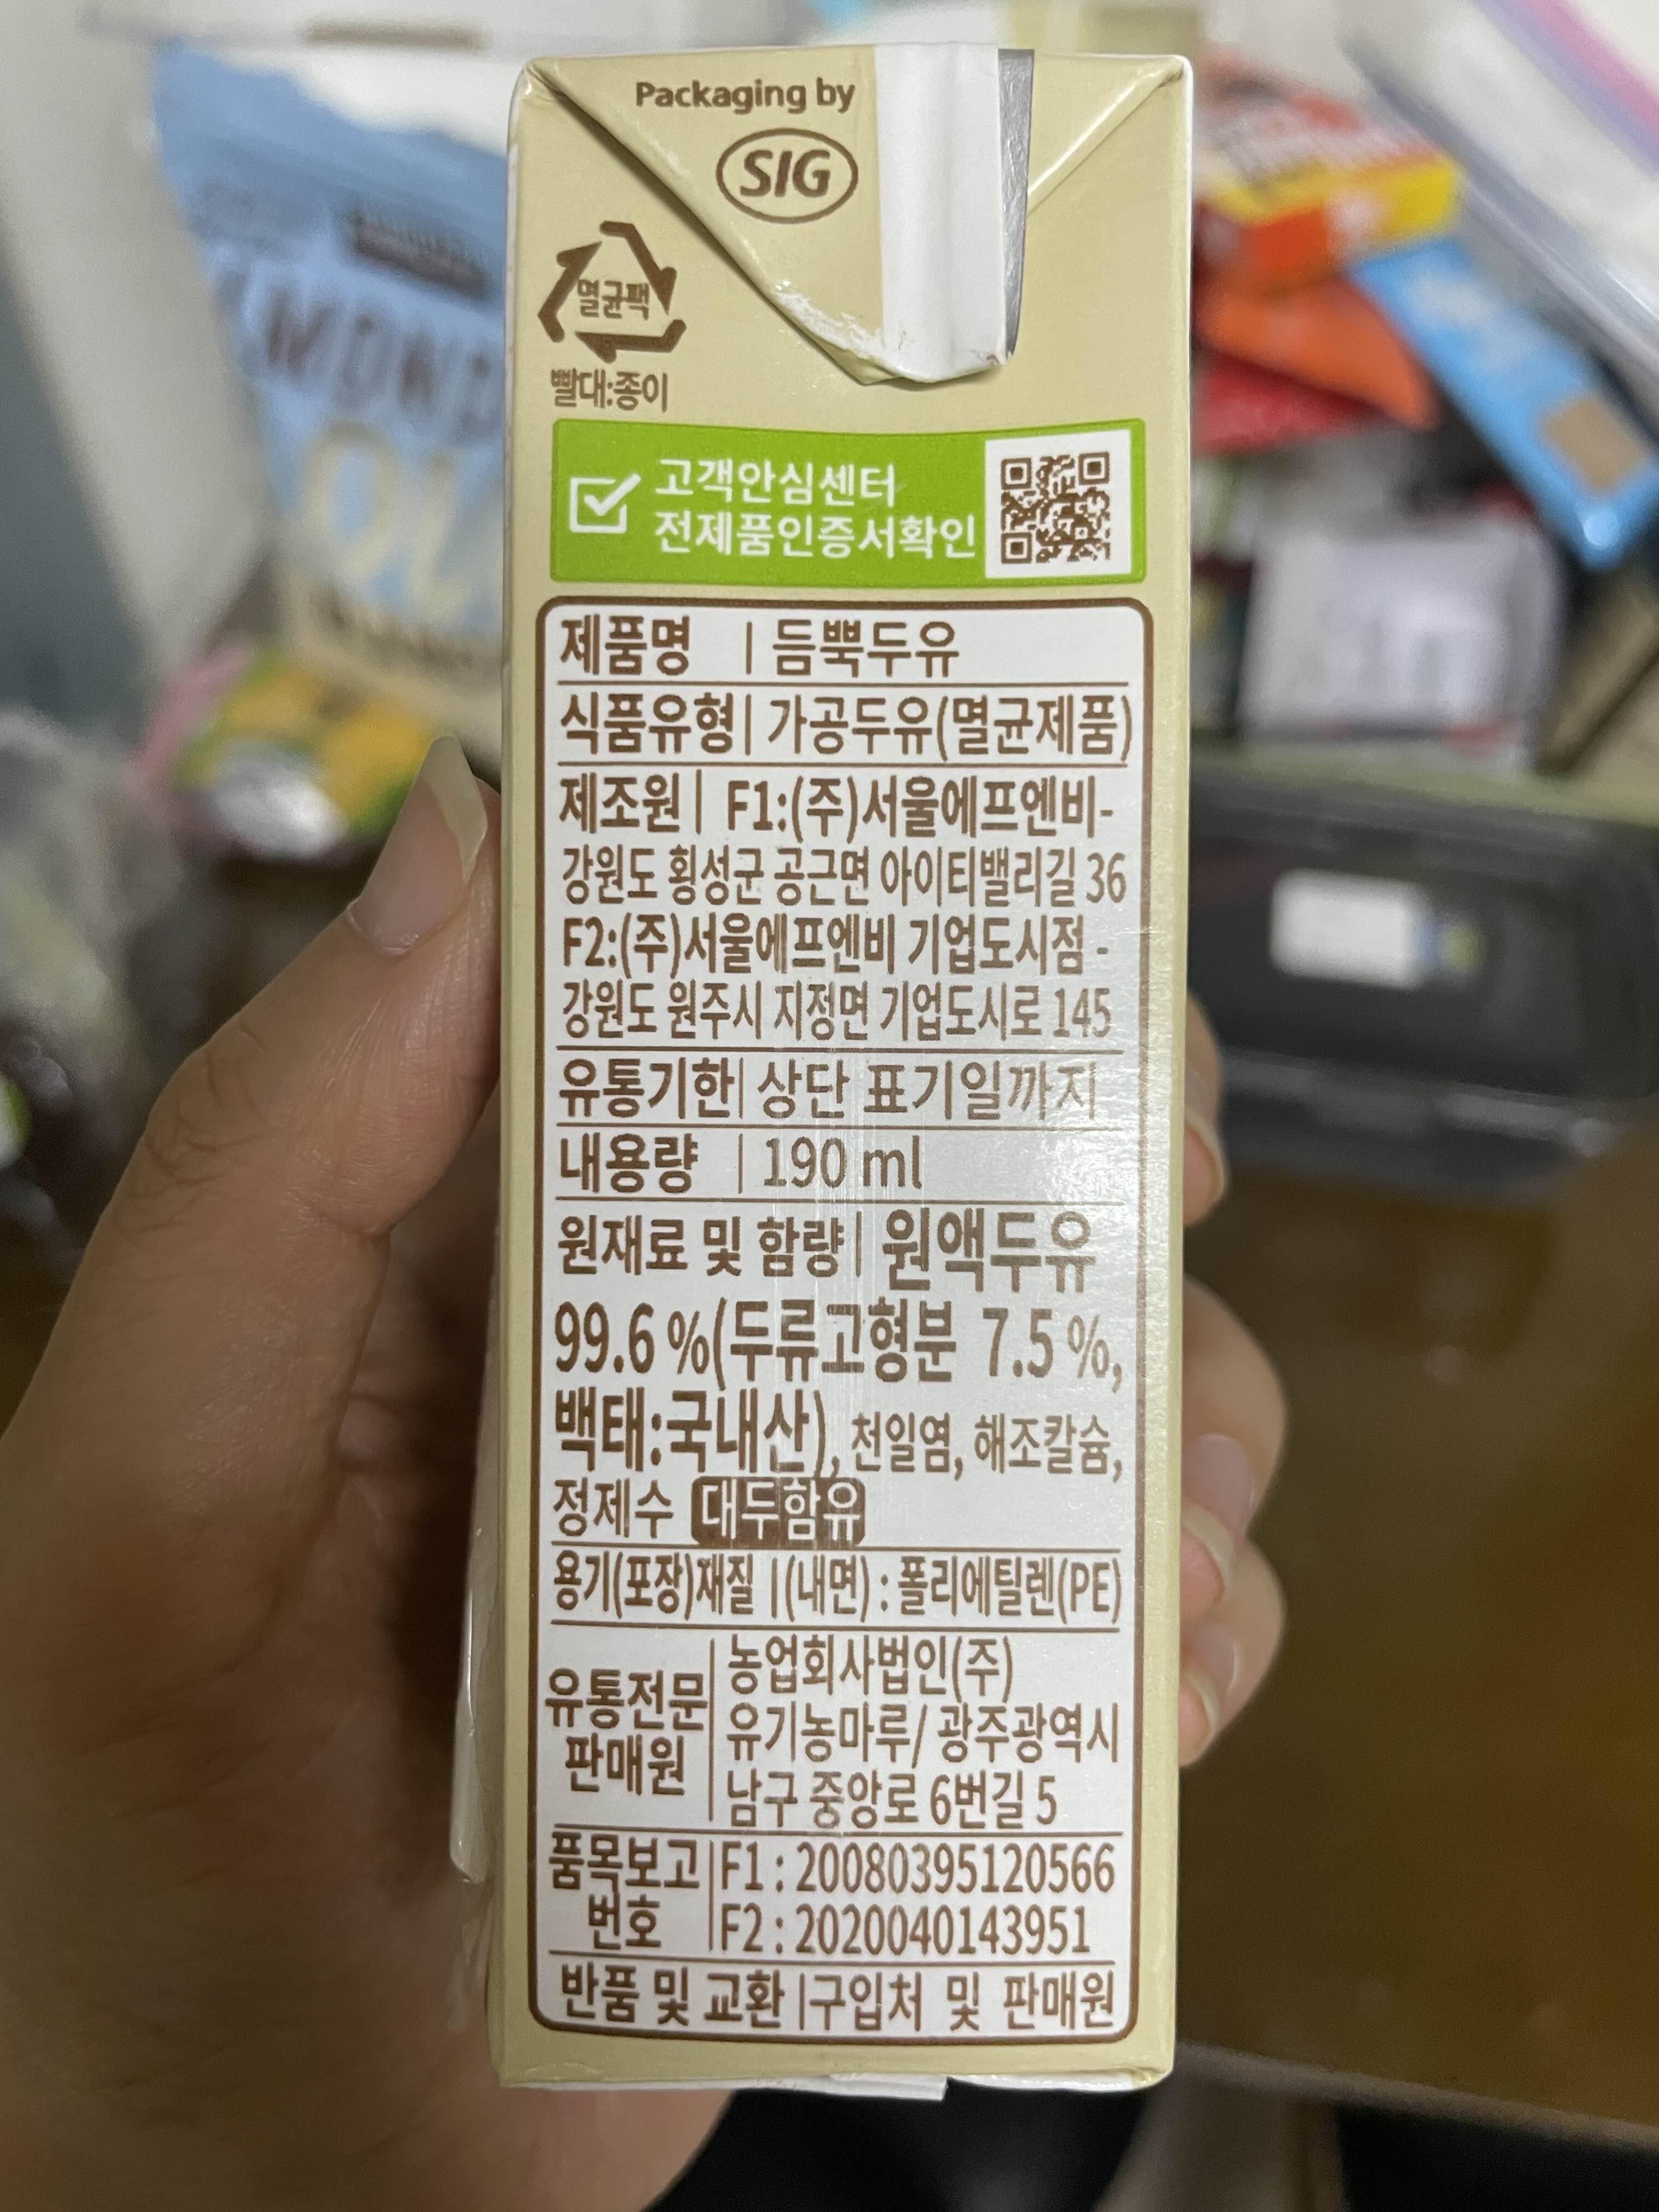 Packaging by
SIG
멸균팩
빨대:종이
고객안심센터
전제품인증서확인
제품명 | 듬뿍두유
식품유형| 가공두유(멸균제품)
제조원| F1:(주)서울에프엔비-
강원도 횡성군 공근면 아이티밸리길 36
F2:(주)서울에프엔비 기업도시점 -
강원도 원주시 지정면 기업도시로 145
유통기한| 상단 표기일까지
내용량 | 190 ml
원재료 및 함량| 원액두유
99.6 %(두류고형분 7.5 %,
백태:국내산), 천일염, 해조칼슘,
정제수 대두함유
용기(포장)재질 |(내면) : 폴리에틸렌(PE)
유통전문
판매원
농업회사법인(주)
유기농마루/ 광주광역시
남구 중앙로 6번길 5
품목보고
번호
F1 : 20080395120566
F2 : 2020040143951
반품 및 교환 |구입처 및 판매원